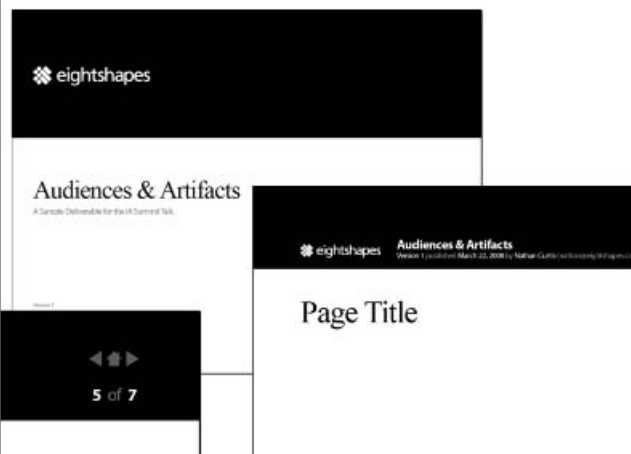 eightshapes
Audiences & Artifacts
A Sample Deliverable for the IA Summit Talk
Version 1
eightshapes
Audiences & Artifacts
Version 1 published March 22, 2008 by Nathan Curtis
Page Title
5 of 7